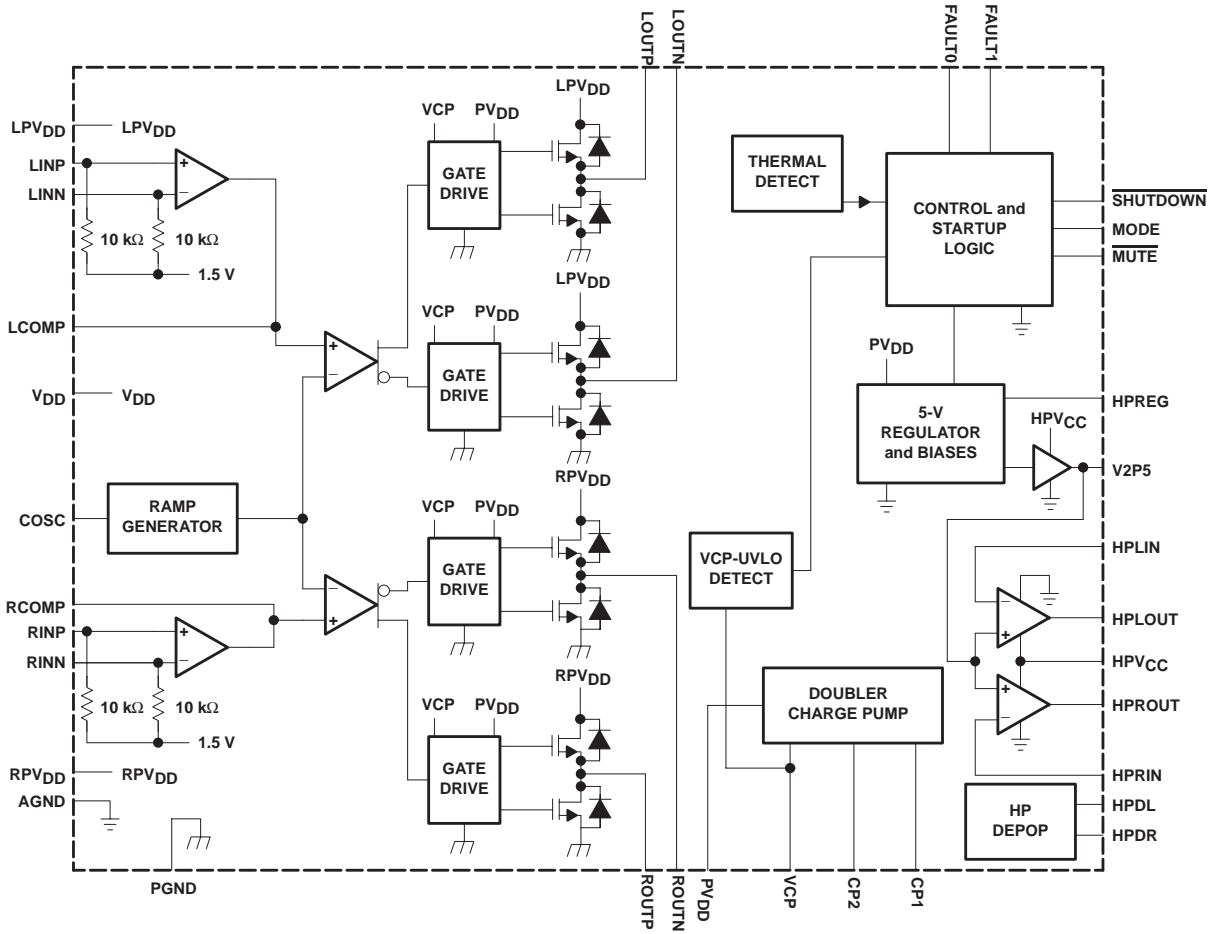 LOUTP
LOUTN
FAULT0
FAULT1
LPVDD
LPVDD
LINP
LINN
+
−
10 kΩ
10 kΩ
1.5 V
VCP
PVDD
GATE
DRIVE
LPVDD
THERMAL
DETECT
CONTROL and
STARTUP
LOGIC
SHUTDOWN
MODE
MUTE
LCOMP
+
−
VCP
PVDD
GATE
DRIVE
LPVDD
VDD
VDD
PVDD
5-V
REGULATOR
and BIASES
HPVCC
HPREG
V2P5
COSC
RAMP
GENERATOR
VCP
PVDD
GATE
DRIVE
RPVDD
VCP-UVLO
DETECT
HPLIN
−
+
HPLOUT
HPVCC
+
−
HPROUT
HPRIN
RCOMP
RINP
RINN
+
−
−
+
10 kΩ
10 kΩ
1.5 V
VCP
PVDD
GATE
DRIVE
RPVDD
DOUBLER
CHARGE PUMP
RPVDD
RPVDD
AGND
HP
DEPOP
HPDL
HPDR
PGND
ROUTP
ROUTN
PVDD
VCP
CP2
CP1